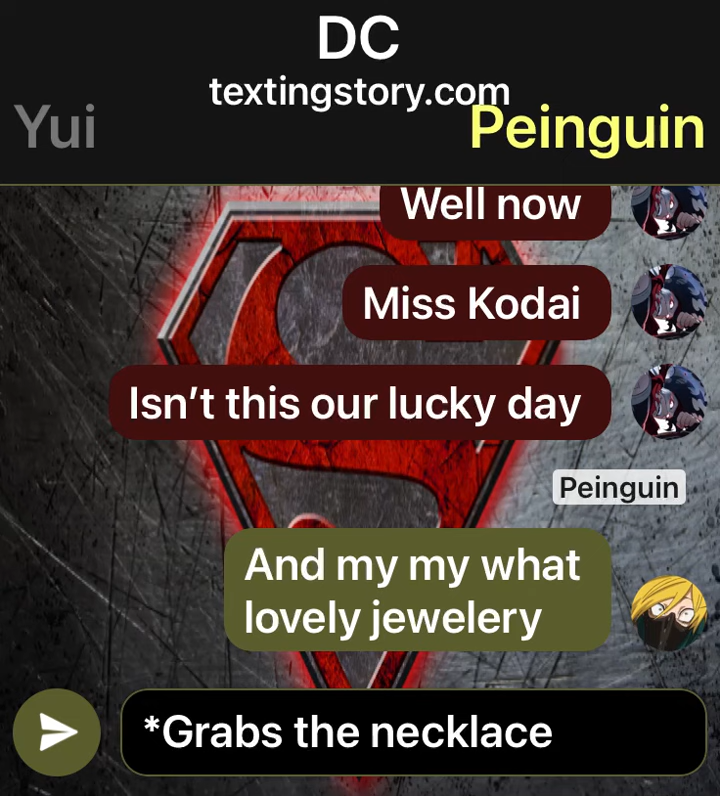 DC
textingstory.com
Yui
Peinguin
Well now
Miss Kodai
Isn't this our lucky day
Peinguin
And my my what
lovely jewelery
*Grabs the necklace